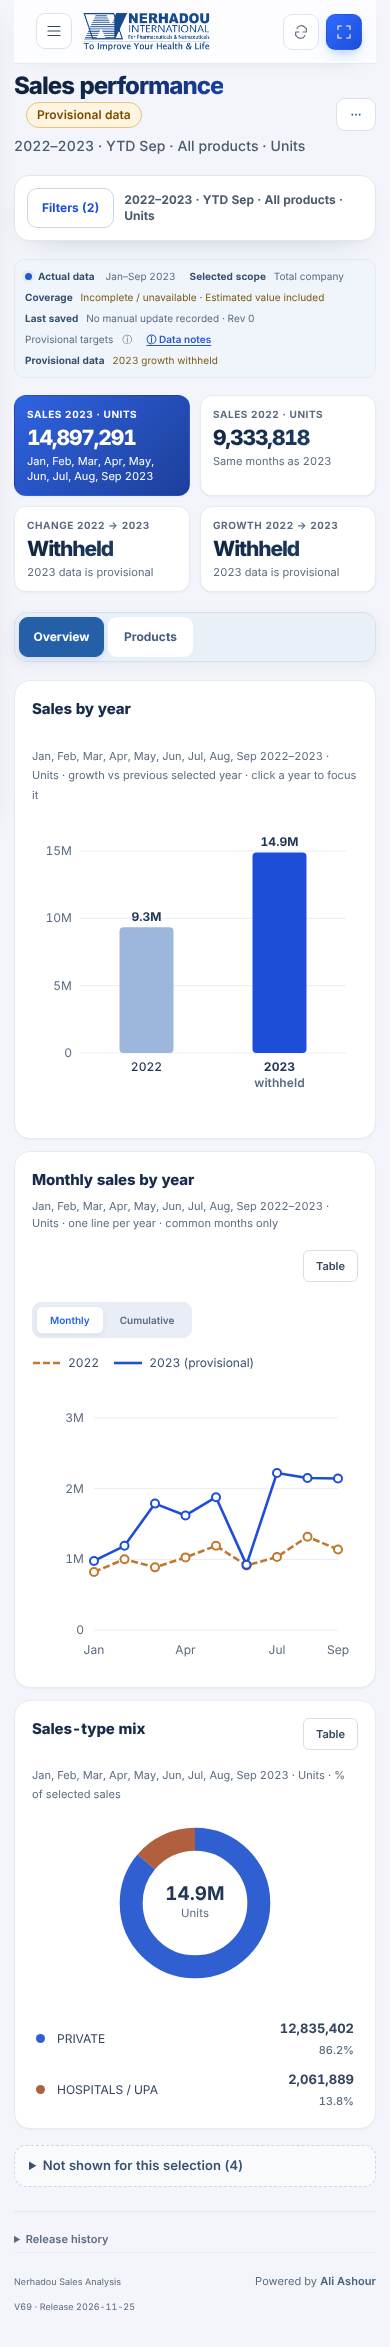 NERHADOU
INTERNATIONAL
For Pharmaceuticals & Nutraceuticals
To Improve Your Health & Life
Sales performance
Provisional data
...
2022–2023 · YTD Sep · All products · Units
Filters (2)
2022–2023 · YTD Sep · All products ·
Units
Actual data Jan–Sep 2023 Selected scope Total company
Coverage Incomplete / unavailable · Estimated value included
Last saved No manual update recorded · Rev 0
Provisional targets ⓘ ⓘ Data notes
Provisional data 2023 growth withheld
SALES 2023 · UNITS
14,897,291
Jan, Feb, Mar, Apr, May,
Jun, Jul, Aug, Sep 2023
SALES 2022 · UNITS
9,333,818
Same months as 2023
CHANGE 2022 → 2023
Withheld
2023 data is provisional
GROWTH 2022 → 2023
Withheld
2023 data is provisional
Overview
Products
Sales by year
Jan, Feb, Mar, Apr, May, Jun, Jul, Aug, Sep 2022–2023 ·
Units · growth vs previous selected year · click a year to focus
it
14.9M
15M
9.3M
10M
5M
0
2022
2023
withheld
Monthly sales by year
Jan, Feb, Mar, Apr, May, Jun, Jul, Aug, Sep 2022–2023 ·
Units · one line per year · common months only
Table
Monthly
Cumulative
2022
2023 (provisional)
3M
2M
1M
0
Jan
Apr
Jul
Sep
Sales-type mix
Table
Jan, Feb, Mar, Apr, May, Jun, Jul, Aug, Sep 2023 · Units · %
of selected sales
14.9M
Units
PRIVATE
12,835,402
86.2%
HOSPITALS / UPA
2,061,889
13.8%
▶ Not shown for this selection (4)
▶ Release history
Nerhadou Sales Analysis
Powered by Ali Ashour
V69 · Release 2026-11-25